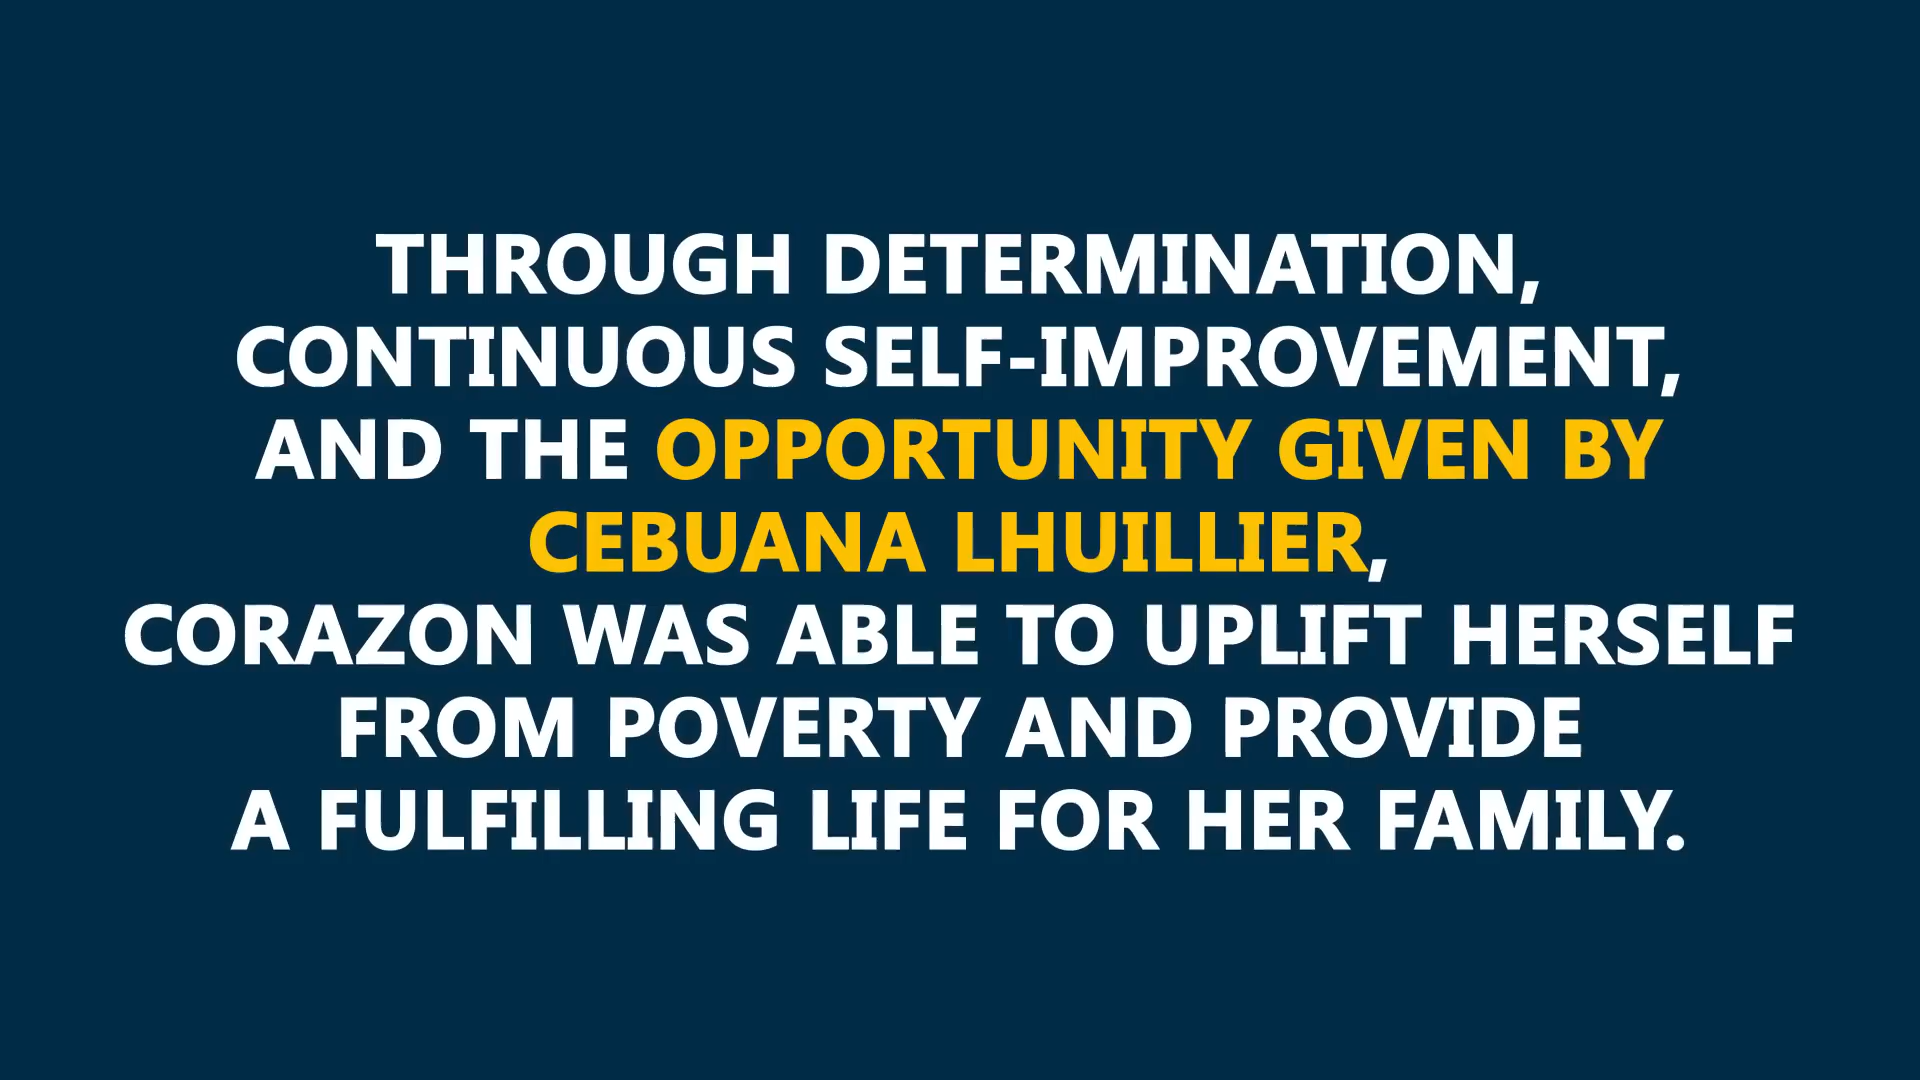 THROUGH DETERMINATION,
CONTINUOUS SELF-IMPROVEMENT,
AND THE OPPORTUNITY GIVEN BY
CEBUANA LHUILLIER,
CORAZON WAS ABLE TO UPLIFT HERSELF
FROM POVERTY AND PROVIDE
A FULFILLING LIFE FOR HER FAMILY.